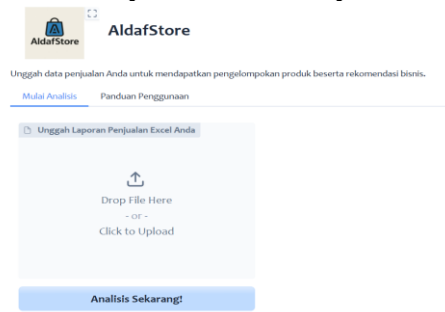 AldafStore
AldafStore
Unggah data penjualan Anda untuk mendapatkan pengelompokan produk beserta rekomendasi bisnis.
Mulai Analisis
Panduan Penggunaan
Unggah Laporan Penjualan Excel Anda
Drop File Here
- or -
Click to Upload
Analisis Sekarang!